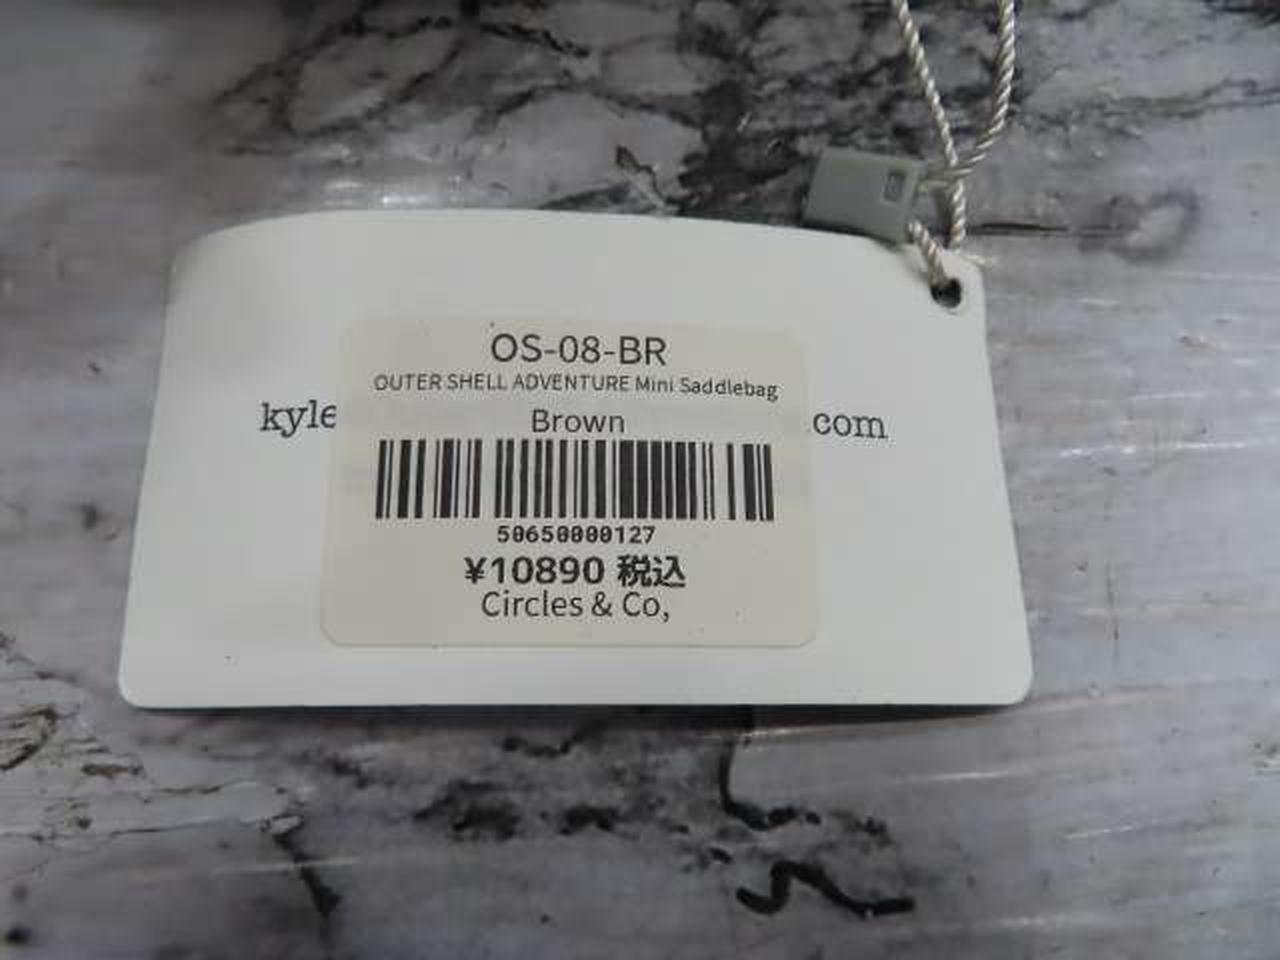 OS-08-BR
OUTER SHELL ADVENTURE Mini Saddlebag
kyle
Brown
.com
50650000127
¥10890 税込
Circles & Co,